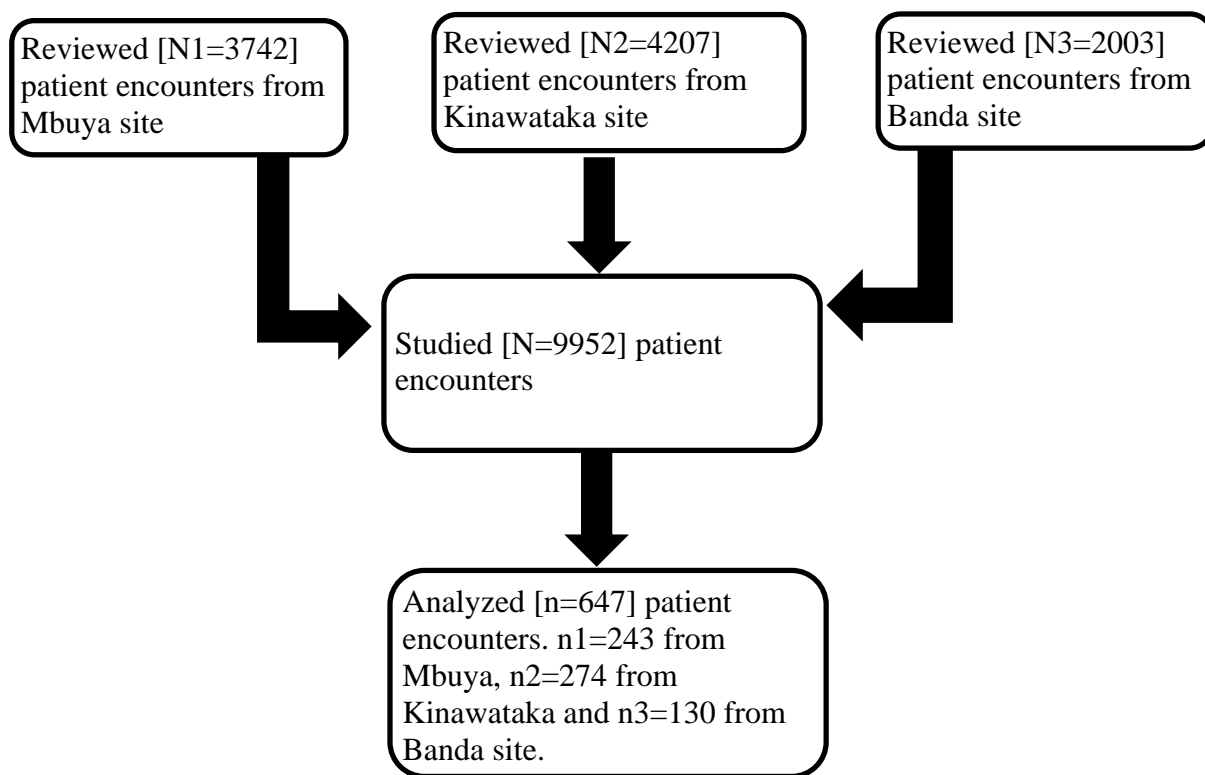 Reviewed [N1=3742]
patient encounters from
Mbuya site
Reviewed [N2=4207]
patient encounters from
Kinawataka site
Reviewed [N3=2003]
patient encounters from
Banda site
Studied [N=9952] patient
encounters
Analyzed [n=647] patient
encounters. n1=243 from
Mbuya, n2=274 from
Kinawataka and n3=130 from
Banda site.